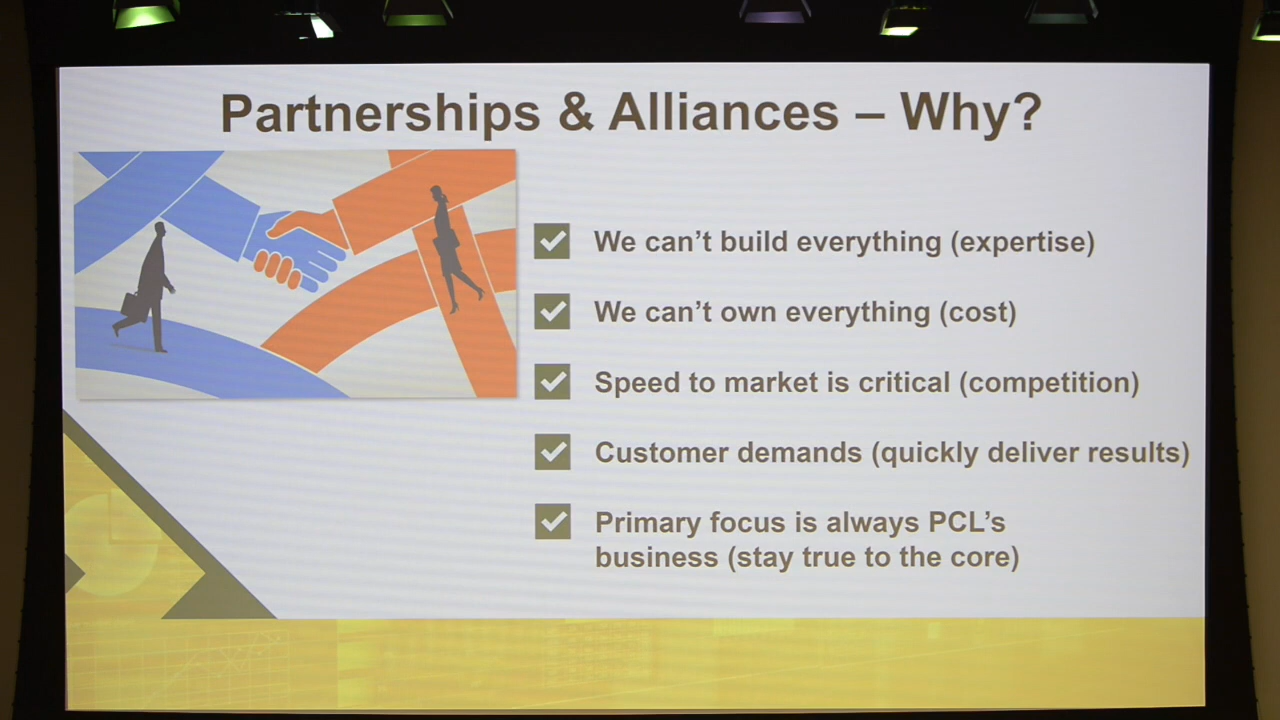 Partnerships & Alliances – Why?
We can’t build everything (expertise)
We can’t own everything (cost)
Speed to market is critical (competition)
Customer demands (quickly deliver results)
Primary focus is always PCL’s
business (stay true to the core)